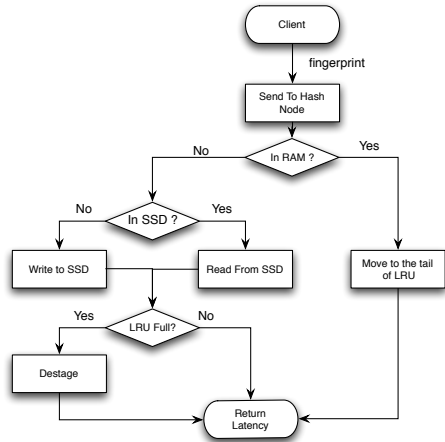 Client
fingerprint
Send To Hash
Node
No
In RAM ?
Yes
No
In SSD ?
Yes
Write to SSD
Read From SSD
Move to the tail
of LRU
Yes
LRU Full?
No
Destage
Return
Latency